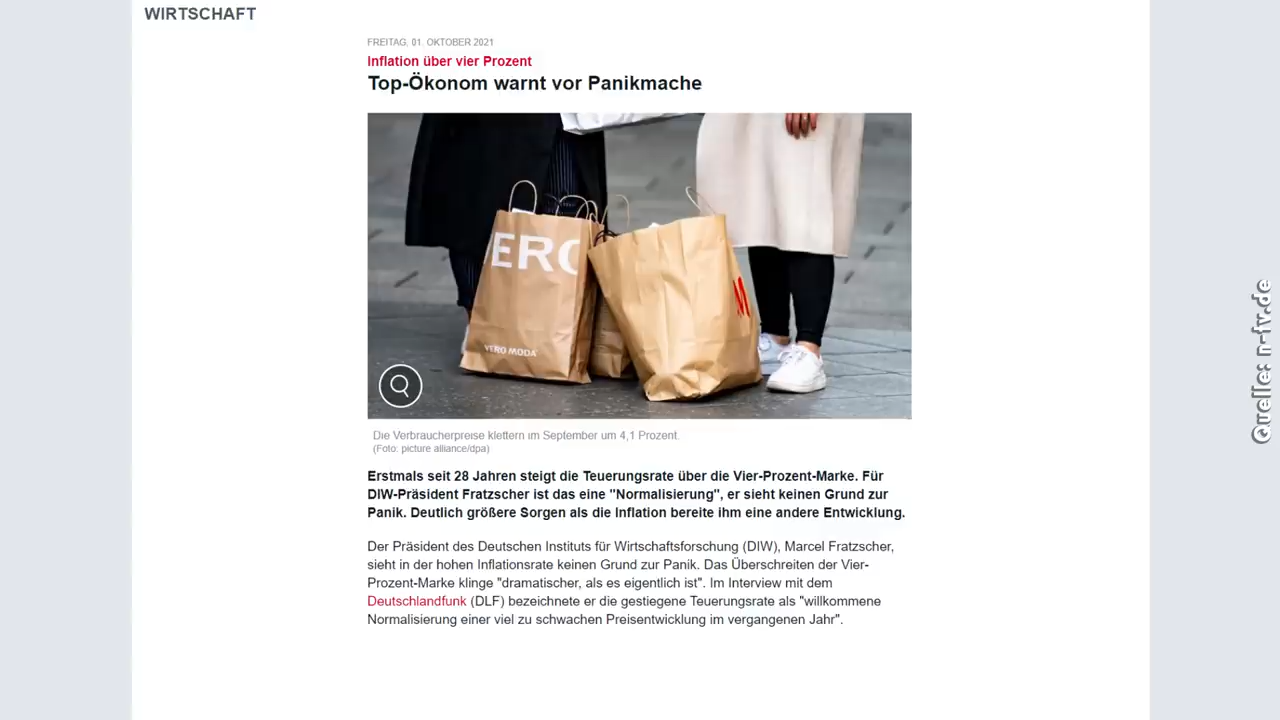 WIRTSCHAFT
FREITAG, 01. OKTOBER 2021
Inflation über vier Prozent
Top-Ökonom warnt vor Panikmache
VERO
VERO MODA
M
Die Verbraucherpreise klettern im September um 4,1 Prozent.
(Foto: picture alliance/dpa)
Erstmals seit 28 Jahren steigt die Teuerungsrate über die Vier-Prozent-Marke. Für
DIW-Präsident Fratzscher ist das eine "Normalisierung", er sieht keinen Grund zur
Panik. Deutlich größere Sorgen als die Inflation bereite ihm eine andere Entwicklung.
Der Präsident des Deutschen Instituts für Wirtschaftsforschung (DIW), Marcel Fratzscher,
sieht in der hohen Inflationsrate keinen Grund zur Panik. Das Überschreiten der Vier-
Prozent-Marke klinge "dramatischer, als es eigentlich ist". Im Interview mit dem
Deutschlandfunk (DLF) bezeichnete er die gestiegene Teuerungsrate als "willkommene
Normalisierung einer viel zu schwachen Preisentwicklung im vergangenen Jahr".
Quelle: n-tv.de